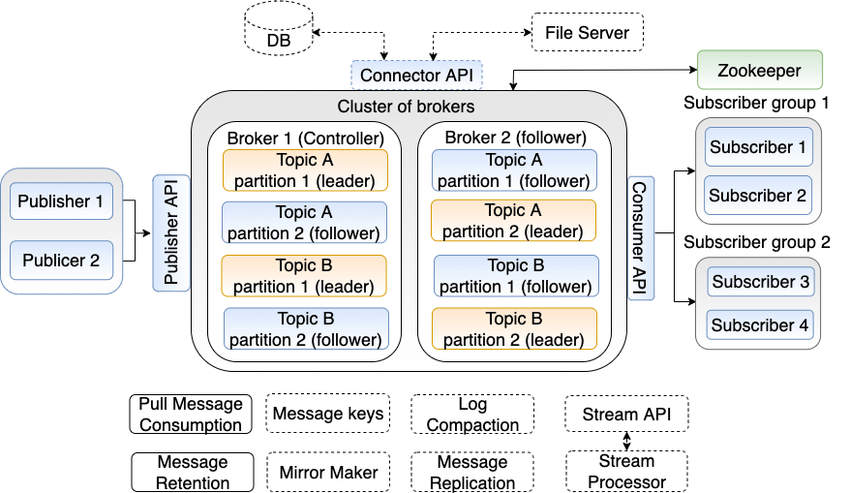 DB
File Server
Connector API
Zookeeper
Cluster of brokers
Subscriber group 1
Broker 1 (Controller)
Topic A
partition 1 (leader)
Topic A
partition 2 (follower)
Topic B
partition 1 (leader)
Topic B
partition 2 (follower)
Broker 2 (follower)
Topic A
partition 1 (follower)
Topic A
partition 2 (leader)
Topic B
partition 1 (follower)
Topic B
partition 2 (leader)
Publisher 1
Publicer 2
Publisher API
Consumer API
Subscriber 1
Subscriber 2
Subscriber group 2
Subscriber 3
Subscriber 4
Pull Message
Consumption
Message keys
Log
Compaction
Stream API
Message
Retention
Mirror Maker
Message
Replication
Stream
Processor